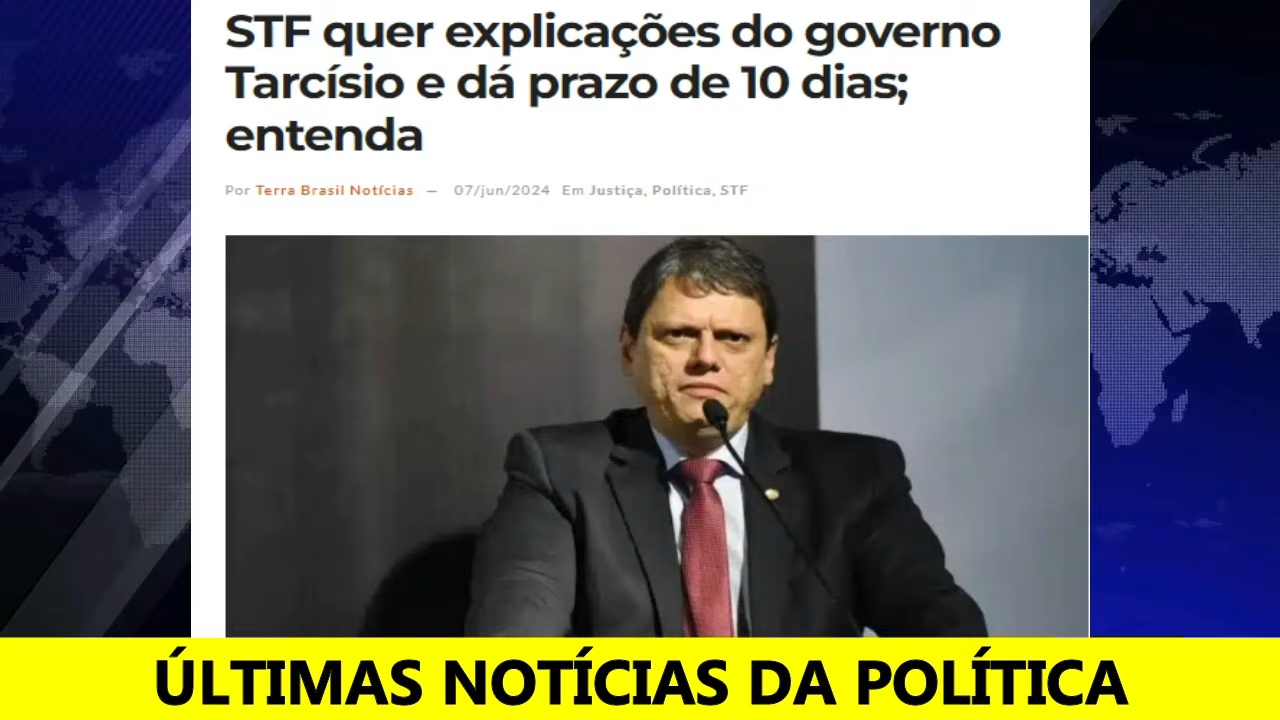 STF quer explicações do governo
Tarcísio e dá prazo de 10 dias;
entenda
Por Terra Brasil Notícias — 07/jun/2024 Em Justiça, Política, STF
ÚLTIMAS NOTÍCIAS DA POLÍTICA